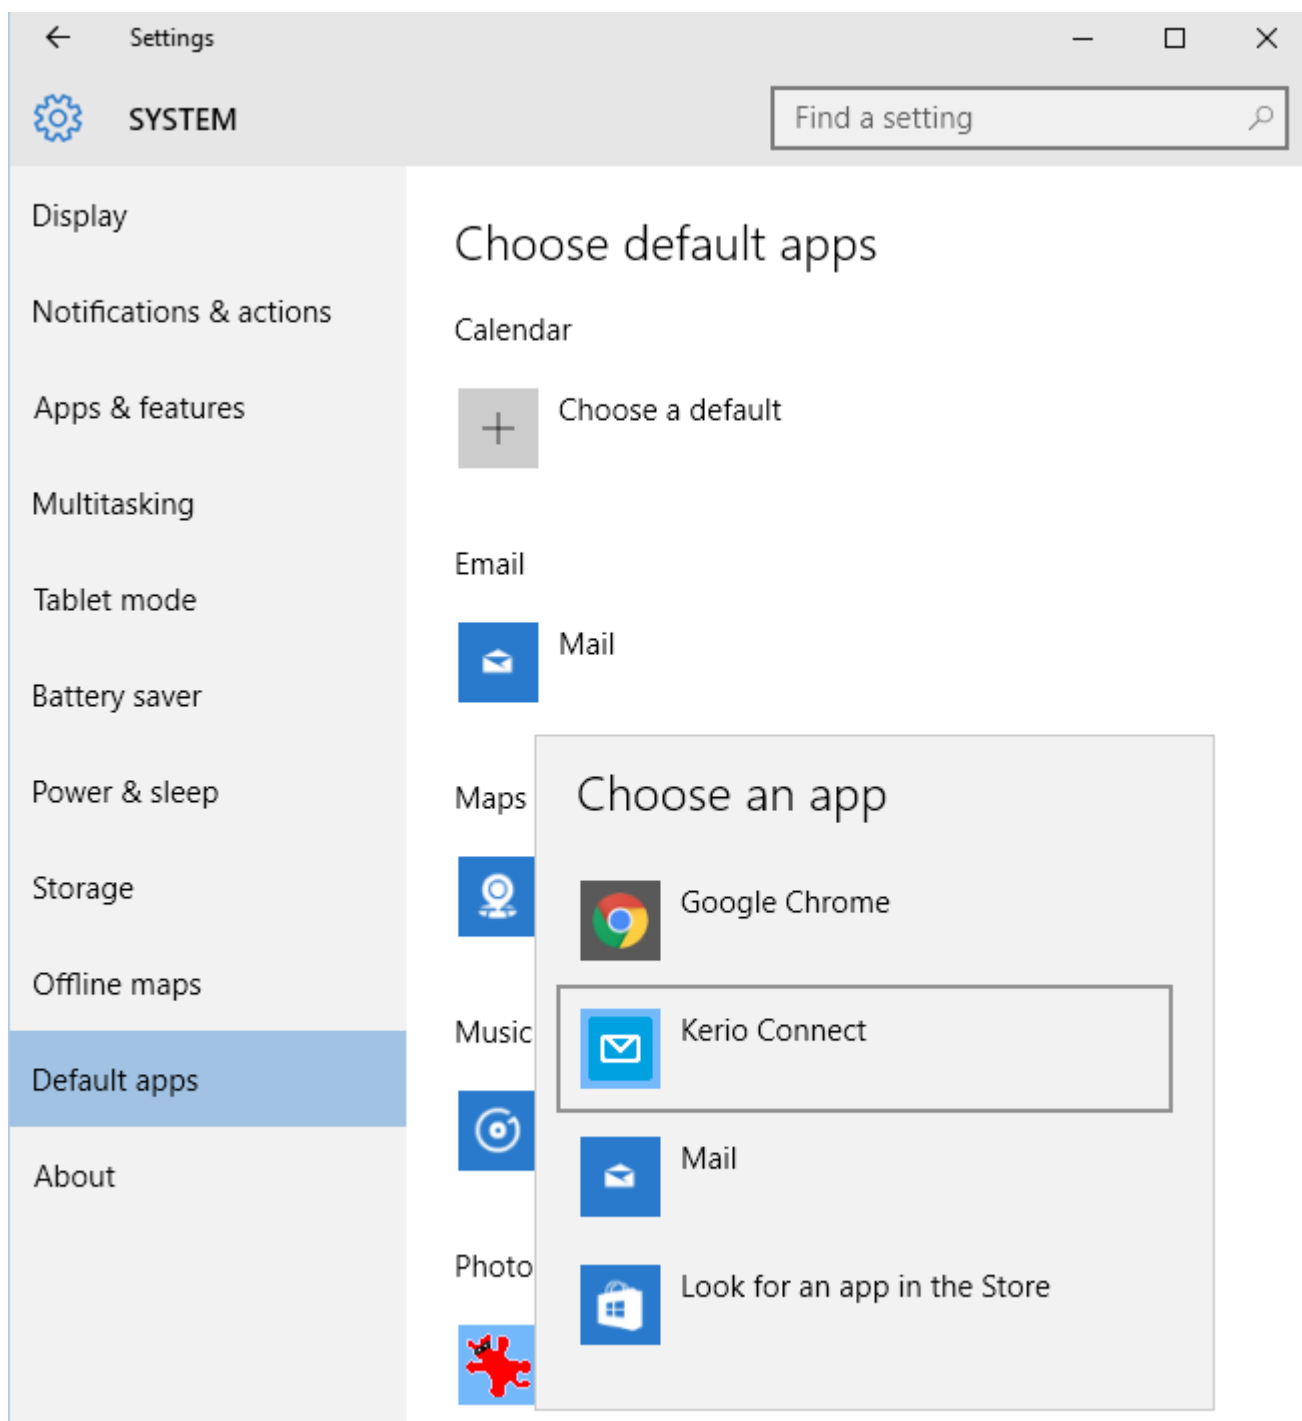 Settings
SYSTEM
Find a setting
Display
Notifications & actions
Apps & features
Multitasking
Tablet mode
Battery saver
Power & sleep
Storage
Offline maps
Default apps
About
Choose default apps
Calendar
Choose a default
Email
Mail
Maps
Music
Photo
Choose an app
Google Chrome
Kerio Connect
Mail
Look for an app in the Store